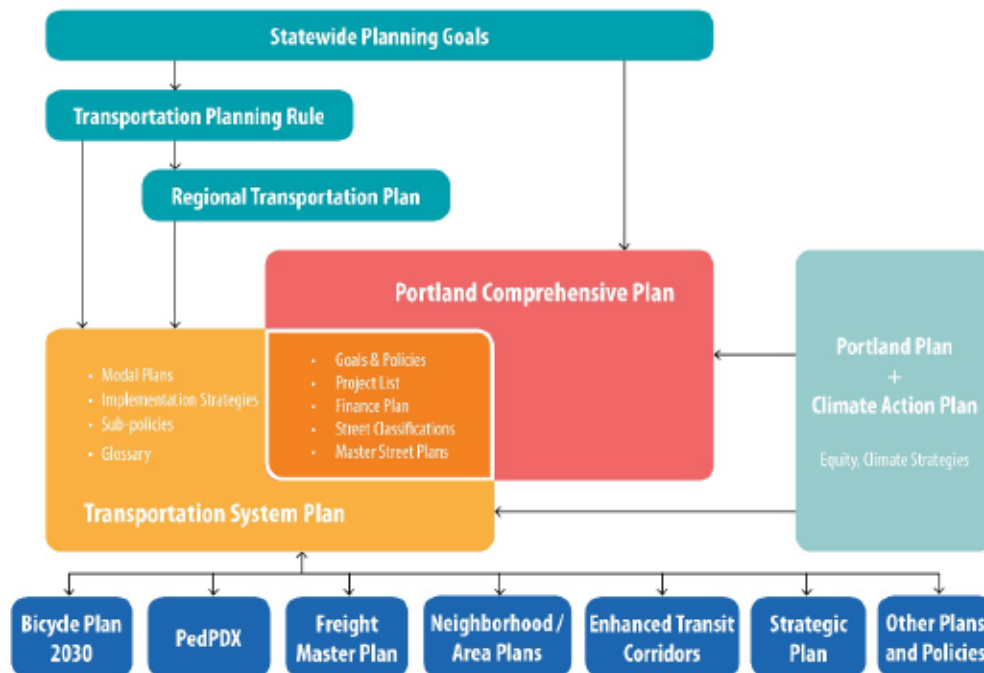 Statewide Planning Goals
Transportation Planning Rule
Regional Transportation Plan
Portland Comprehensive Plan
• Modal Plans
• Implementation Strategies
• Sub-policies
• Glossary
• Goals & Policies
• Project List
• Finance Plan
• Street Classifications
• Master Street Plans
Transportation System Plan
Portland Plan
+
Climate Action Plan
Equity, Climate Strategies
Bicycle Plan
2030
PedPDX
Freight
Master Plan
Neighborhood /
Area Plans
Enhanced Transit
Corridors
Strategic
Plan
Other Plans
and Policies